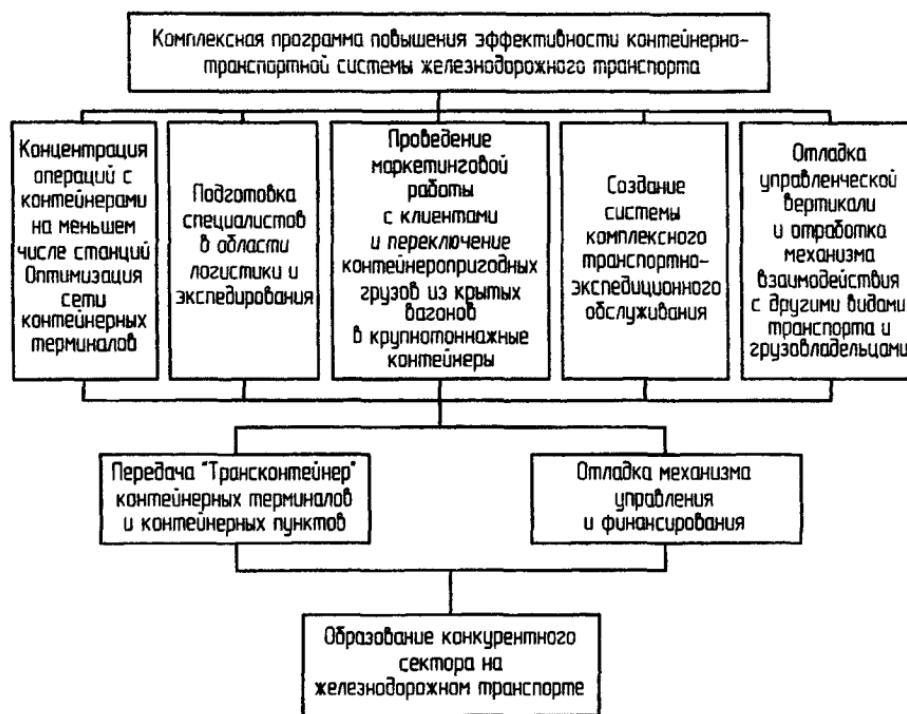 Комплексная программа повышения эффективности контейнерно-
транспортной системы железнодорожного транспорта
Концентрация
операций с
контейнерами
на меньшем
числе станций
Оптимизация
сети
контейнерных
терминалов
Подготовка
специалистов
в области
логистики и
экспедирования
Проведение
маркетинговой
работы
с клиентами
и переключение
контейнеропригодных
грузов из крытых
вагонов
в крупнотоннажные
контейнеры
Создание
системы
комплексного
транспортно-
экспедиционного
обслуживания
Отладка
управленческой
вертикали
и отработка
механизма
взаимодействия
с другими видами
транспорта и
грузовладельцами
Передача "Трансконтейнер"
контейнерных терминалов
и контейнерных пунктов
Отладка механизма
управления
и финансирования
Образование конкурентного
сектора на
железнодорожном транспорте